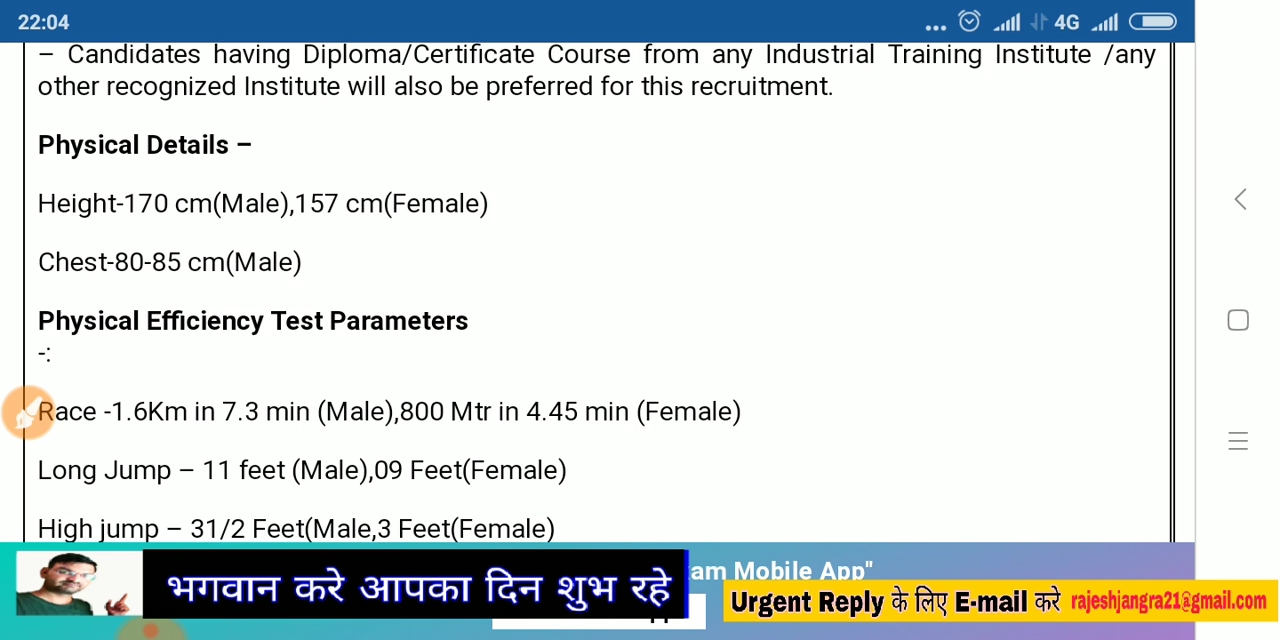 22:04
4G
– Candidates having Diploma/Certificate Course from any Industrial Training Institute /any
other recognized Institute will also be preferred for this recruitment.
Physical Details –
Height-170 cm(Male),157 cm(Female)
Chest-80-85 cm(Male)
Physical Efficiency Test Parameters
-:
Race -1.6Km in 7.3 min (Male),800 Mtr in 4.45 min (Female)
Long Jump – 11 feet (Male),09 Feet(Female)
High jump – 31/2 Feet(Male,3 Feet(Female)
Mobile App"
भगवान करे आपका दिन शुभ रहे
Urgent Reply के लिए E-mail करे rajeshjangra21@gmail.com